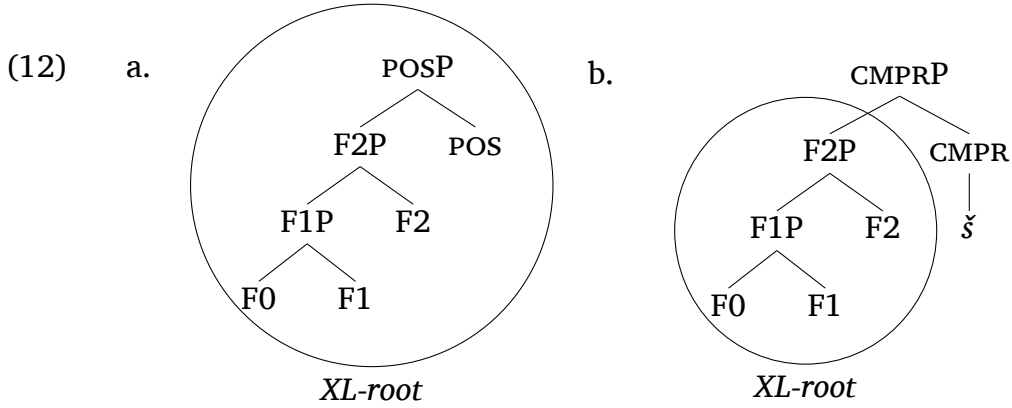 (12) a. POSP b. CMPRP
F2P POS F2P CMPR
F1P F2 F1P F2 š
F0 F1 F0 F1
XL-root XL-root